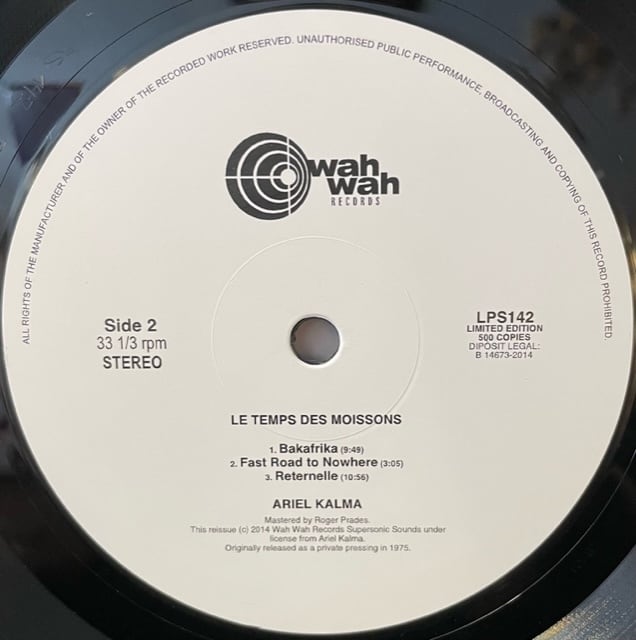 ALL RIGHTS OF THE MANUFACTURER AND OF THE OWNER OF THE RECORDED WORK RESERVED. UNAUTHORISED PUBLIC PERFORMANCE, BROADCASTING AND COPYING OF THIS RECORD PROHIBITED.
wah
wah
RECORDS
Side 2
33 1/3 rpm
STEREO
LPS142
LIMITED EDITION
500 COPIES
DIPÒSIT LEGAL:
B 14673-2014
LE TEMPS DES MOISSONS
1. Bakafrika (9:49)
2. Fast Road to Nowhere (3:05)
3. Reternelle (10:56)
ARIEL KALMA
Mastered by Roger Prades.
This reissue (c) 2014 Wah Wah Records Supersonic Sounds under
license from Ariel Kalma.
Originally released as a private pressing in 1975.